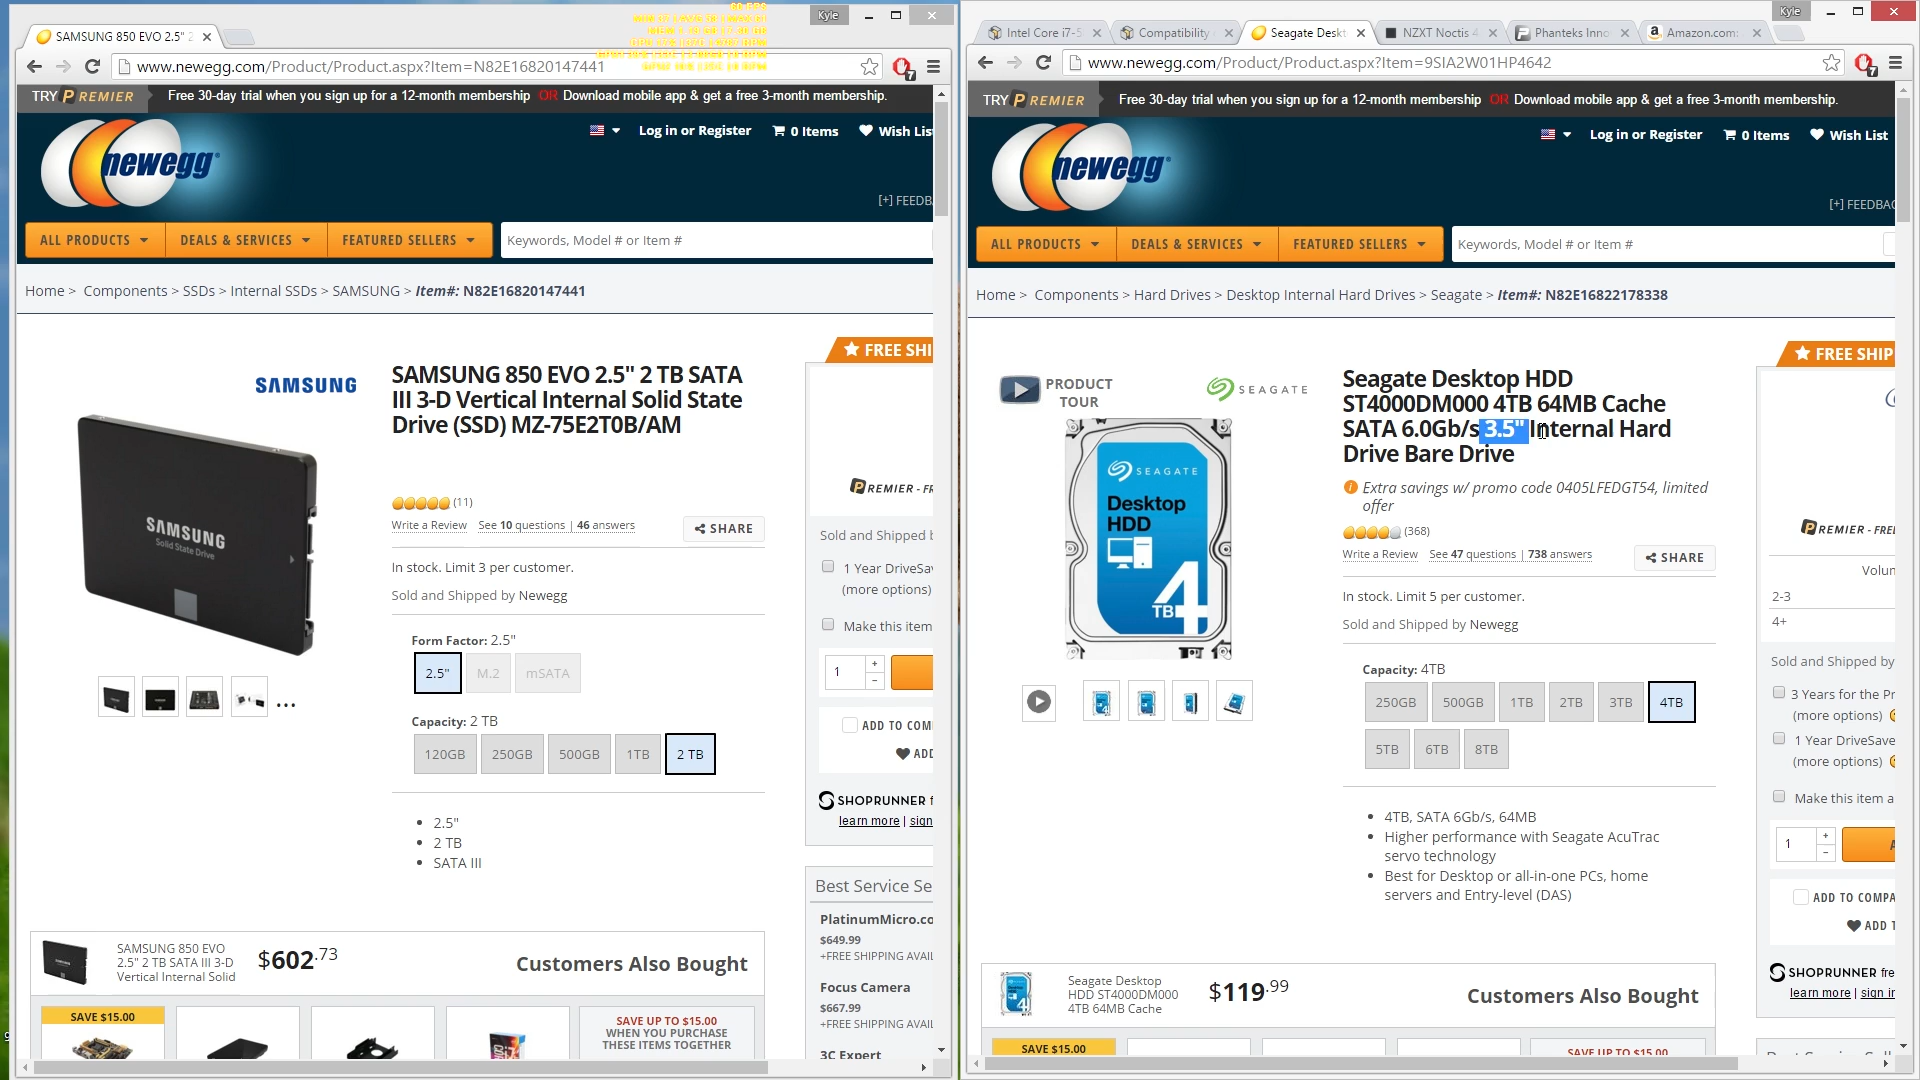 Kyle
SAMSUNG 850 EVO 2.5" 2
www.newegg.com/Product/Product.aspx?Item=N82E16820147441
7
TRY PREMIER
Free 30-day trial when you sign up for a 12-month membership OR Download mobile app & get a free 3-month membership.
Log in or Register
0 Items
Wish List
newegg
[+] FEEDBA
ALL PRODUCTS
DEALS & SERVICES
FEATURED SELLERS
Keywords, Model # or Item #
Home > Components > SSDs > Internal SSDs > SAMSUNG > Item#: N82E16820147441
FREE SHI
SAMSUNG
SAMSUNG 850 EVO 2.5" 2 TB SATA
III 3-D Vertical Internal Solid State
Drive (SSD) MZ-75E2T0B/AM
SAMSUNG
Solid State Drive
PREMIER - FR
(11)
Write a Review
See 10 questions | 46 answers
SHARE
Sold and Shipped b
In stock. Limit 3 per customer.
1 Year DriveSav
(more options)
Sold and Shipped by Newegg
Make this item
Form Factor: 2.5"
2.5"
M.2
mSATA
1
+
-
Capacity: 2 TB
120GB
250GB
500GB
1TB
2 TB
...
ADD TO COM
ADD
SHOPRUNNER f
learn more | sign
2.5"
2 TB
SATA III
Best Service Se
PlatinumMicro.co
$649.99
+FREE SHIPPING AVAIL
Focus Camera
$667.99
+FREE SHIPPING AVAIL
3C Expert
SAMSUNG 850 EVO
2.5" 2 TB SATA III 3-D
Vertical Internal Solid
$602.73
Customers Also Bought
SAVE $15.00
SAVE UP TO $15.00
WHEN YOU PURCHASE
THESE ITEMS TOGETHER
Kyle
Intel Core i7-5
Compatibility
Seagate Deskt
NZXT Noctis 4
Phanteks Inno
Amazon.com:
www.newegg.com/Product/Product.aspx?Item=9SIA2W01HP4642
7
TRY PREMIER
Free 30-day trial when you sign up for a 12-month membership OR Download mobile app & get a free 3-month membership.
Log in or Register
0 Items
Wish List
newegg
[+] FEEDBAC
ALL PRODUCTS
DEALS & SERVICES
FEATURED SELLERS
Keywords, Model # or Item #
Home > Components > Hard Drives > Desktop Internal Hard Drives > Seagate > Item#: N82E16822178338
FREE SHIP
PRODUCT
TOUR
SEAGATE
Seagate Desktop HDD
ST4000DM000 4TB 64MB Cache
SATA 6.0Gb/s 3.5" Internal Hard
Drive Bare Drive
SEAGATE
Desktop
HDD
4
TB
Extra savings w/ promo code 0405LFEDGT54, limited
offer
(368)
Write a Review
See 47 questions | 738 answers
SHARE
PREMIER - FREE
Volum
2-3
4+
In stock. Limit 5 per customer.
Sold and Shipped by Newegg
Sold and Shipped by
3 Years for the Pr
(more options)
1 Year DriveSave
(more options)
Make this item a
Capacity: 4TB
250GB
500GB
1TB
2TB
3TB
4TB
5TB
6TB
8TB
1
+
-
A
ADD TO COMPA
ADD T
SHOPRUNNER fre
learn more | sign in
4TB, SATA 6Gb/s, 64MB
Higher performance with Seagate AcuTrac
servo technology
Best for Desktop or all-in-one PCs, home
servers and Entry-level (DAS)
Seagate Desktop
HDD ST4000DM000
4TB 64MB Cache
$119.99
Customers Also Bought
SAVE $15.00
SAVE UP TO $15.00